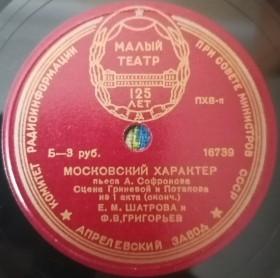 КОМИТЕТ РАДИОИНФОРМАЦИИ ПРИ СОВЕТЕ МИНИСТРОВ СССР
МАЛЫЙ
ТЕАТР
125
ЛЕТ
ПХВ-п
Б—3 руб.
16739
МОСКОВСКИЙ ХАРАКТЕР
пьеса А. Софронова
Сцена Гриневой и Потапова
из 1 акта (оконч.)
Е. М. ШАТРОВА и
Ф.В.ГРИГОРЬЕВ
АПРЕЛЕВСКИЙ ЗАВОД